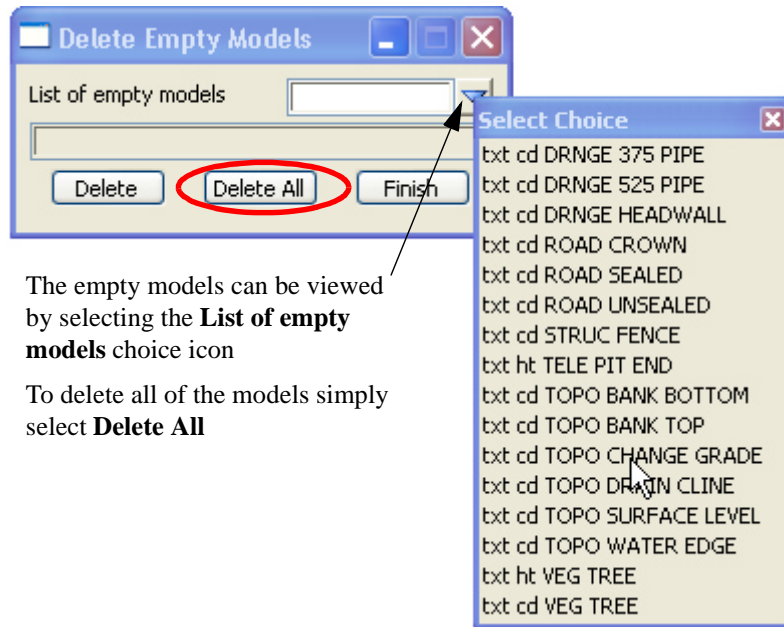 Delete Empty Models
List of empty models
Delete
Delete All
Finish
Select Choice
txt cd DRNGE 375 PIPE
txt cd DRNGE 525 PIPE
txt cd DRNGE HEADWALL
txt cd ROAD CROWN
txt cd ROAD SEALED
txt cd ROAD UNSEALED
txt cd STRUC FENCE
txt ht TELE PIT END
txt cd TOPO BANK BOTTOM
txt cd TOPO BANK TOP
txt cd TOPO CHANGE GRADE
txt cd TOPO DRAIN CLINE
txt cd TOPO SURFACE LEVEL
txt cd TOPO WATER EDGE
txt ht VEG TREE
txt cd VEG TREE
The empty models can be viewed
by selecting the List of empty
models choice icon
To delete all of the models simply
select Delete All